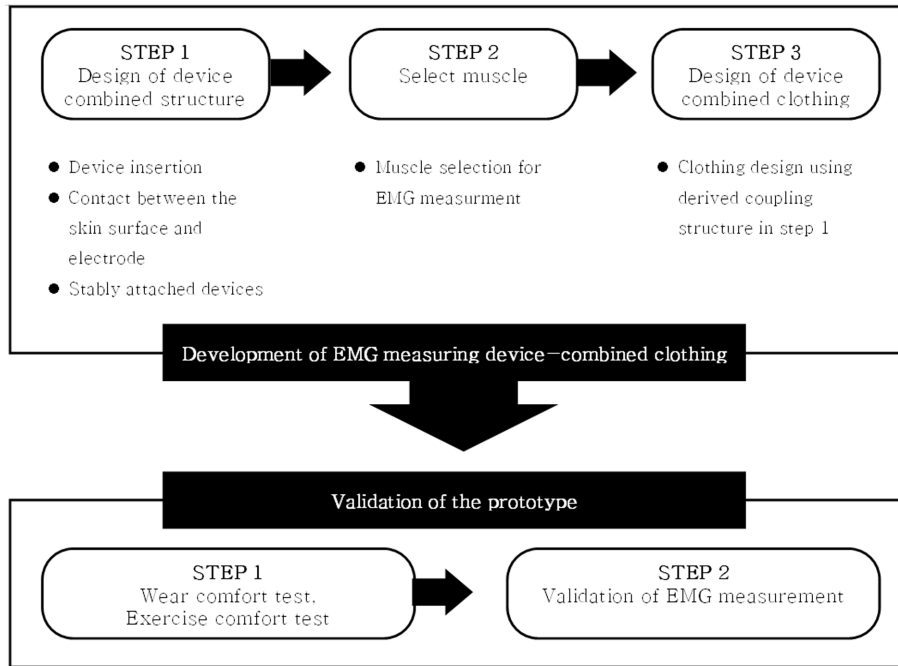 STEP 1
Design of device
combined structure
STEP 2
Select muscle
STEP 3
Design of device
combined clothing
● Device insertion
● Contact between the
skin surface and
electrode
● Stably attached devices
● Muscle selection for
EMG measurment
● Clothing design using
derived coupling
structure in step 1
Development of EMG measuring device-combined clothing
Validation of the prototype
STEP 1
Wear comfort test,
Exercise comfort test
STEP 2
Validation of EMG measurement